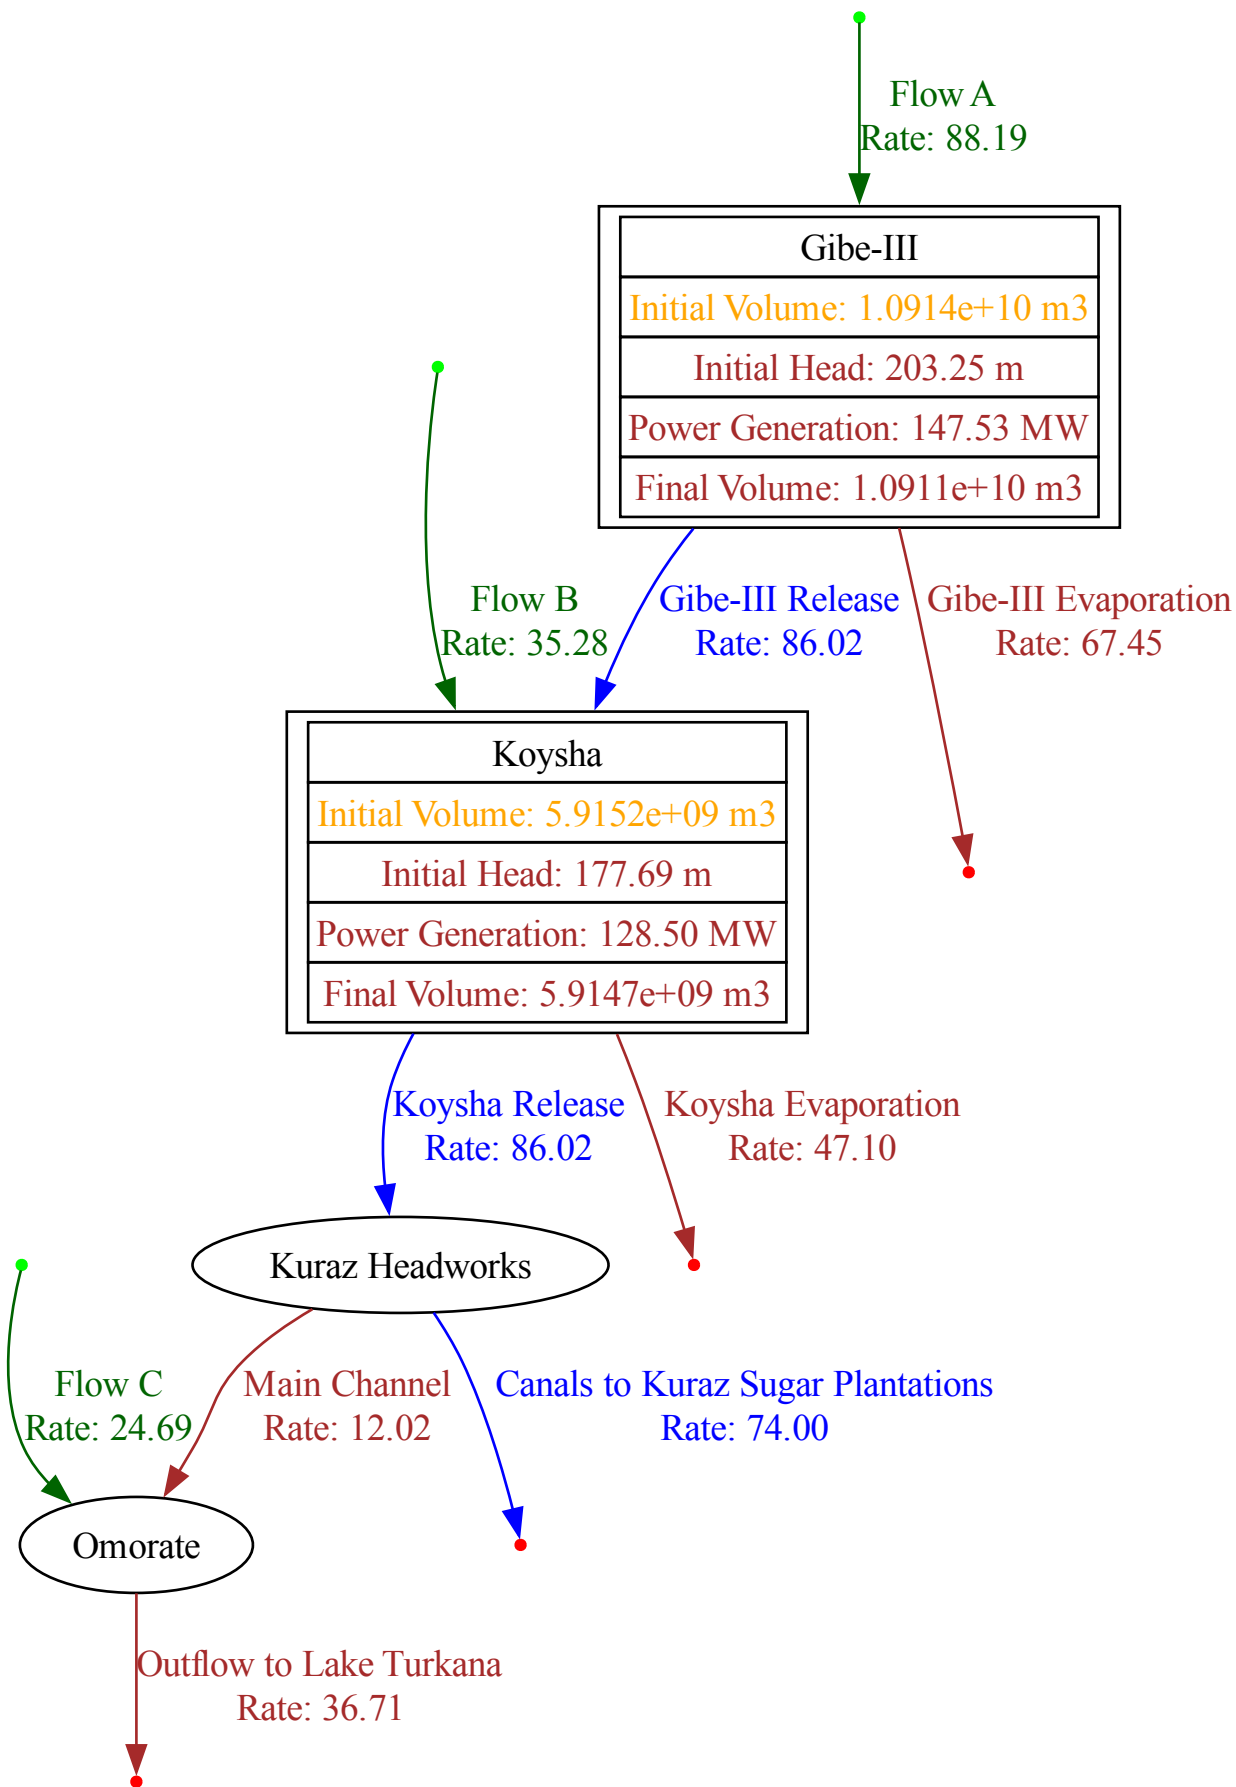 Flow A
Rate: 88.19
Gibe-III
Initial Volume: 1.0914e+10 m3
Initial Head: 203.25 m
Power Generation: 147.53 MW
Final Volume: 1.0911e+10 m3
Flow B
Rate: 35.28
Gibe-III Release
Rate: 86.02
Gibe-III Evaporation
Rate: 67.45
Koysha
Initial Volume: 5.9152e+09 m3
Initial Head: 177.69 m
Power Generation: 128.50 MW
Final Volume: 5.9147e+09 m3
Koysha Release
Rate: 86.02
Koysha Evaporation
Rate: 47.10
Kuraz Headworks
Flow C
Rate: 24.69
Main Channel
Rate: 12.02
Canals to Kuraz Sugar Plantations
Rate: 74.00
Omorate
Outflow to Lake Turkana
Rate: 36.71